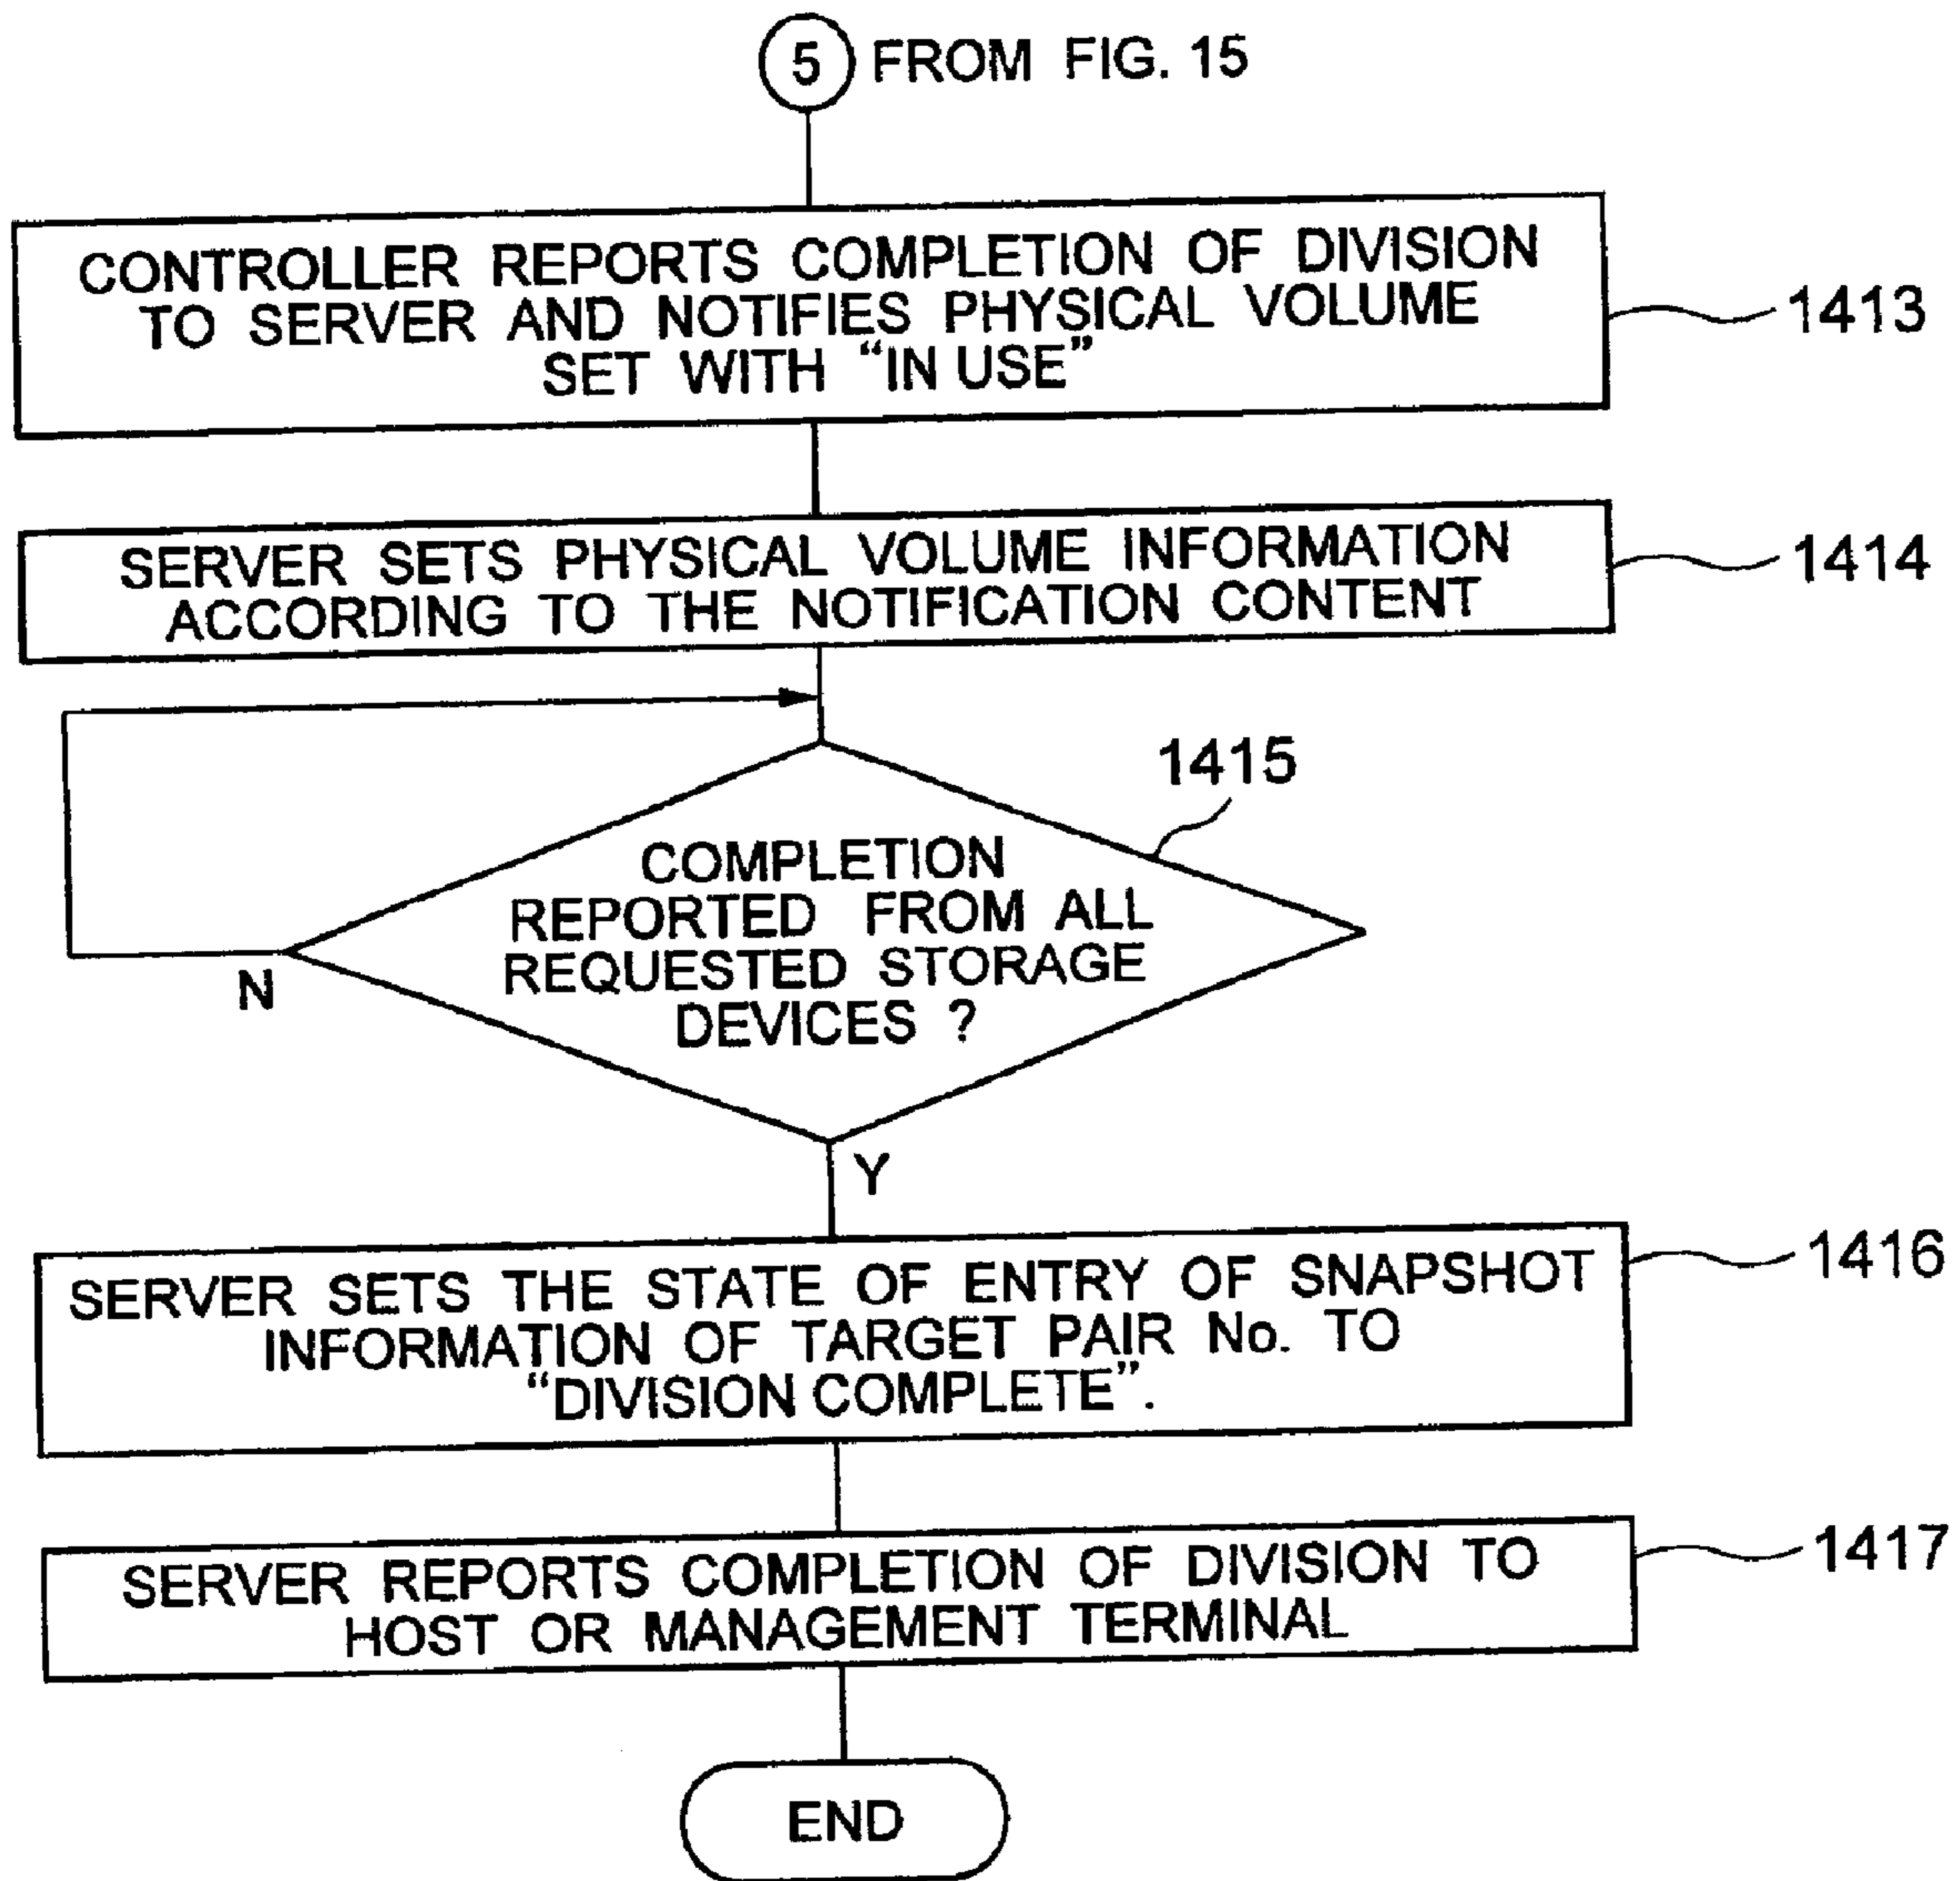 5 FROM FIG. 15
CONTROLLER REPORTS COMPLETION OF DIVISION
TO SERVER AND NOTIFIES PHYSICAL VOLUME
SET WITH “IN USE”
1413
SERVER SETS PHYSICAL VOLUME INFORMATION
ACCORDING TO THE NOTIFICATION CONTENT
1414
1415
COMPLETION
REPORTED FROM ALL
REQUESTED STORAGE
DEVICES ?
N
Y
SERVER SETS THE STATE OF ENTRY OF SNAPSHOT
INFORMATION OF TARGET PAIR No. TO
“DIVISION COMPLETE”.
1416
SERVER REPORTS COMPLETION OF DIVISION TO
HOST OR MANAGEMENT TERMINAL
1417
END